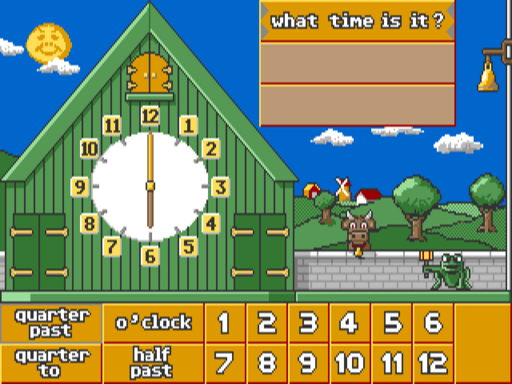 what time is it?
12
11 1
10 2
9 3
8 4
7 5
6
quarter past
o'clock
1 2 3 4 5 6
quarter to
half past
7 8 9 10 11 12